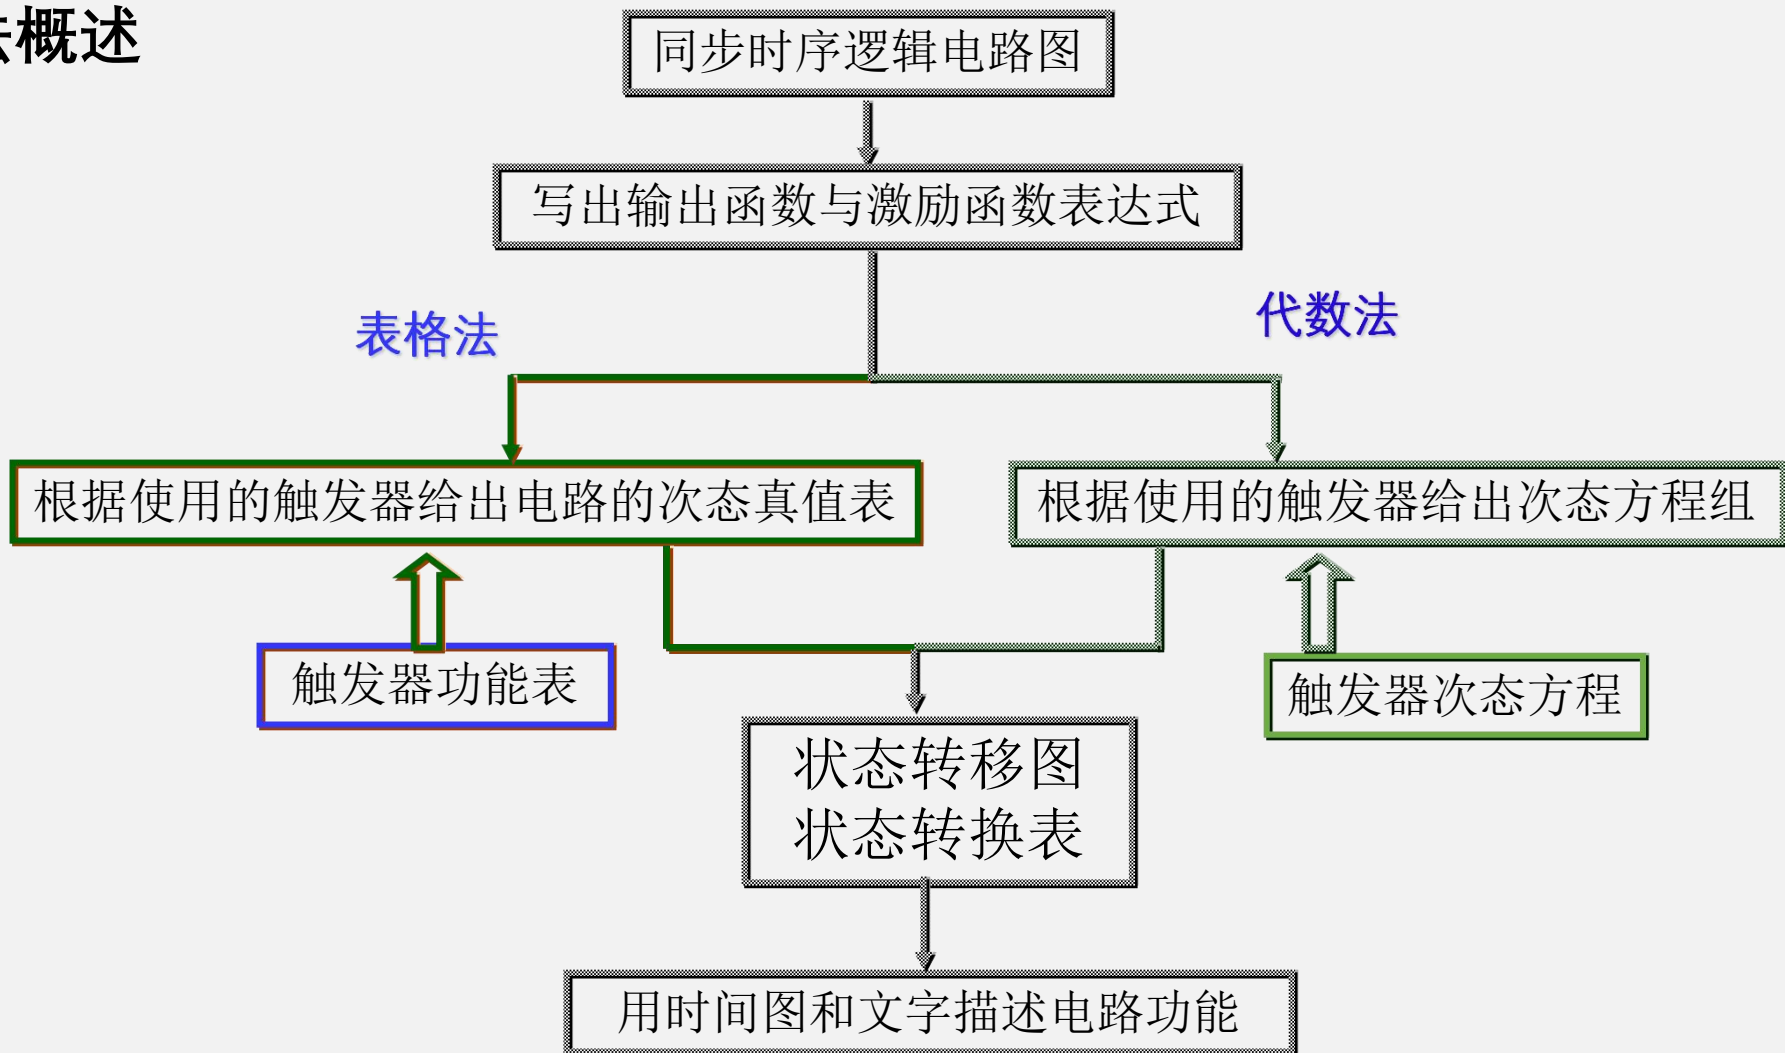 法概述
同步时序逻辑电路图
写出输出函数与激励函数表达式
表格法
代数法
根据使用的触发器给出电路的次态真值表
根据使用的触发器给出次态方程组
触发器功能表
触发器次态方程
状态转移图
状态转换表
用时间图和文字描述电路功能